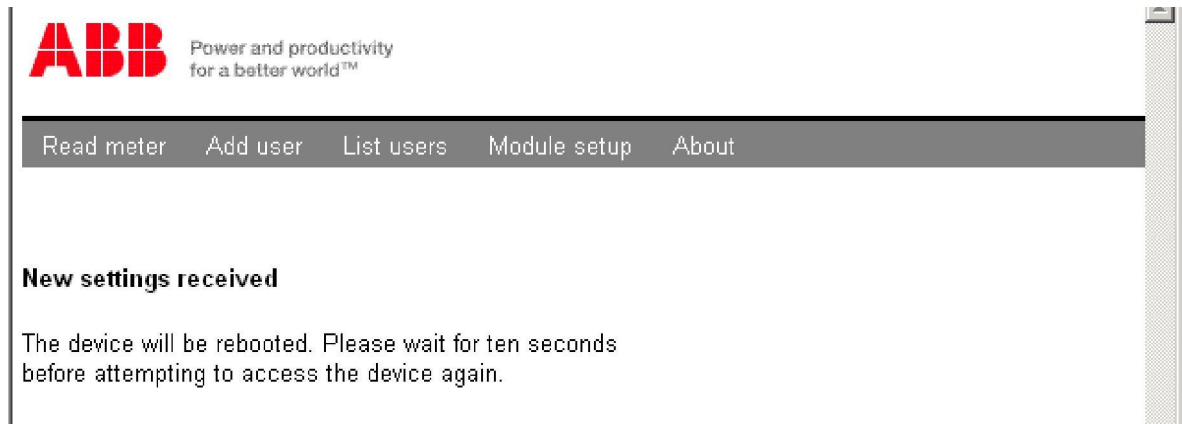 ABB
Power and productivity
for a better world™
Read meter Add user List users Module setup About
New settings received
The device will be rebooted. Please wait for ten seconds
before attempting to access the device again.